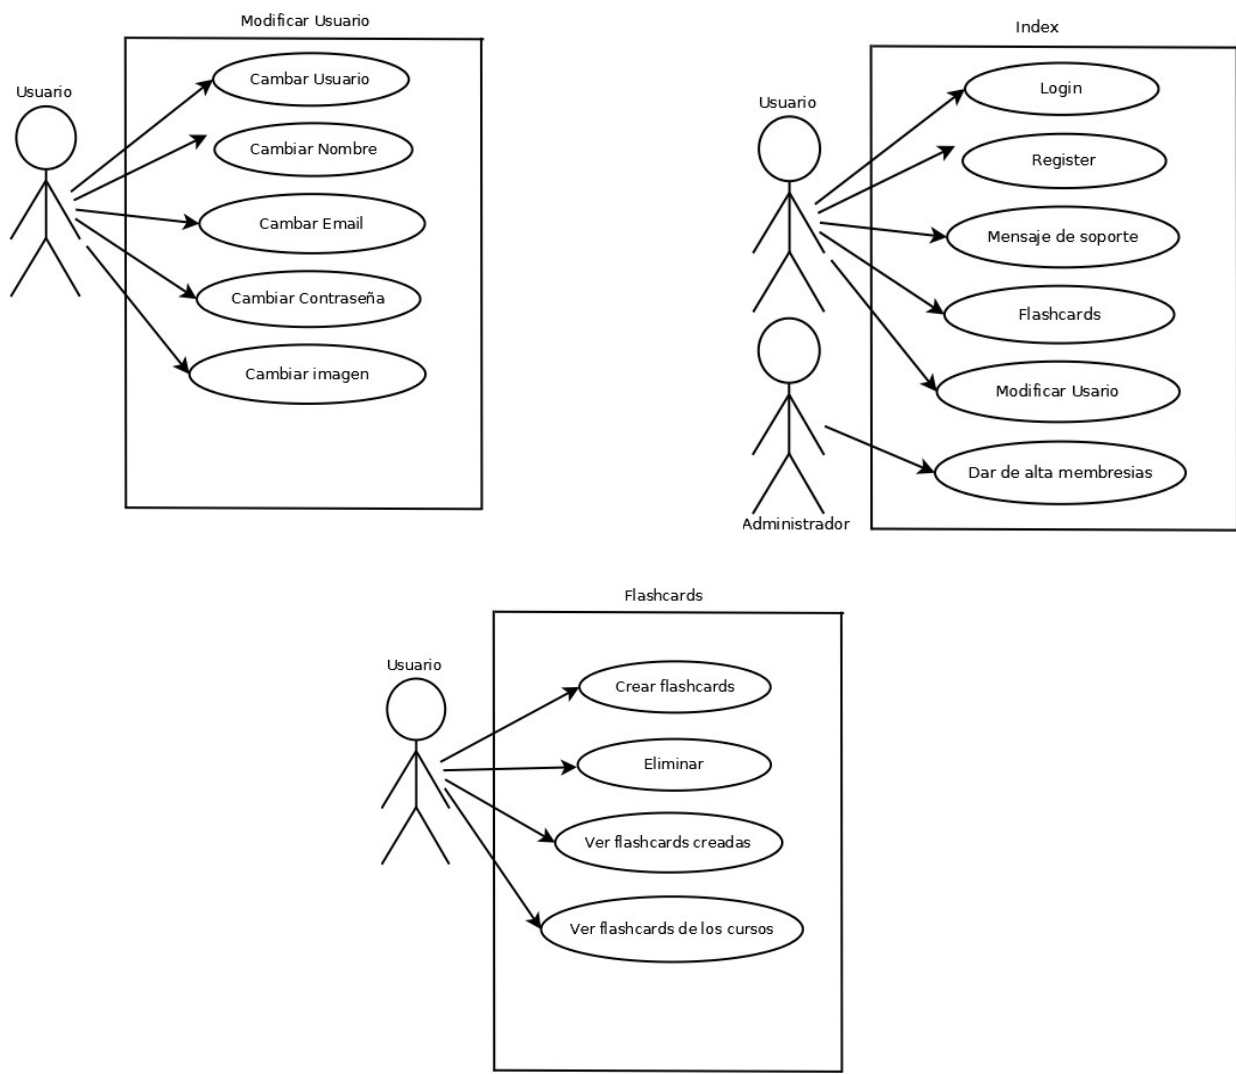 Modificar Usuario
Usuario
Cambar Usuario
Cambiar Nombre
Cambar Email
Cambiar Contraseña
Cambiar imagen
Index
Usuario
Login
Register
Mensaje de soporte
Flashcards
Modificar Usario
Dar de alta membresias
Administrador
Flashcards
Usuario
Crear flashcards
Eliminar
Ver flashcards creadas
Ver flashcards de los cursos